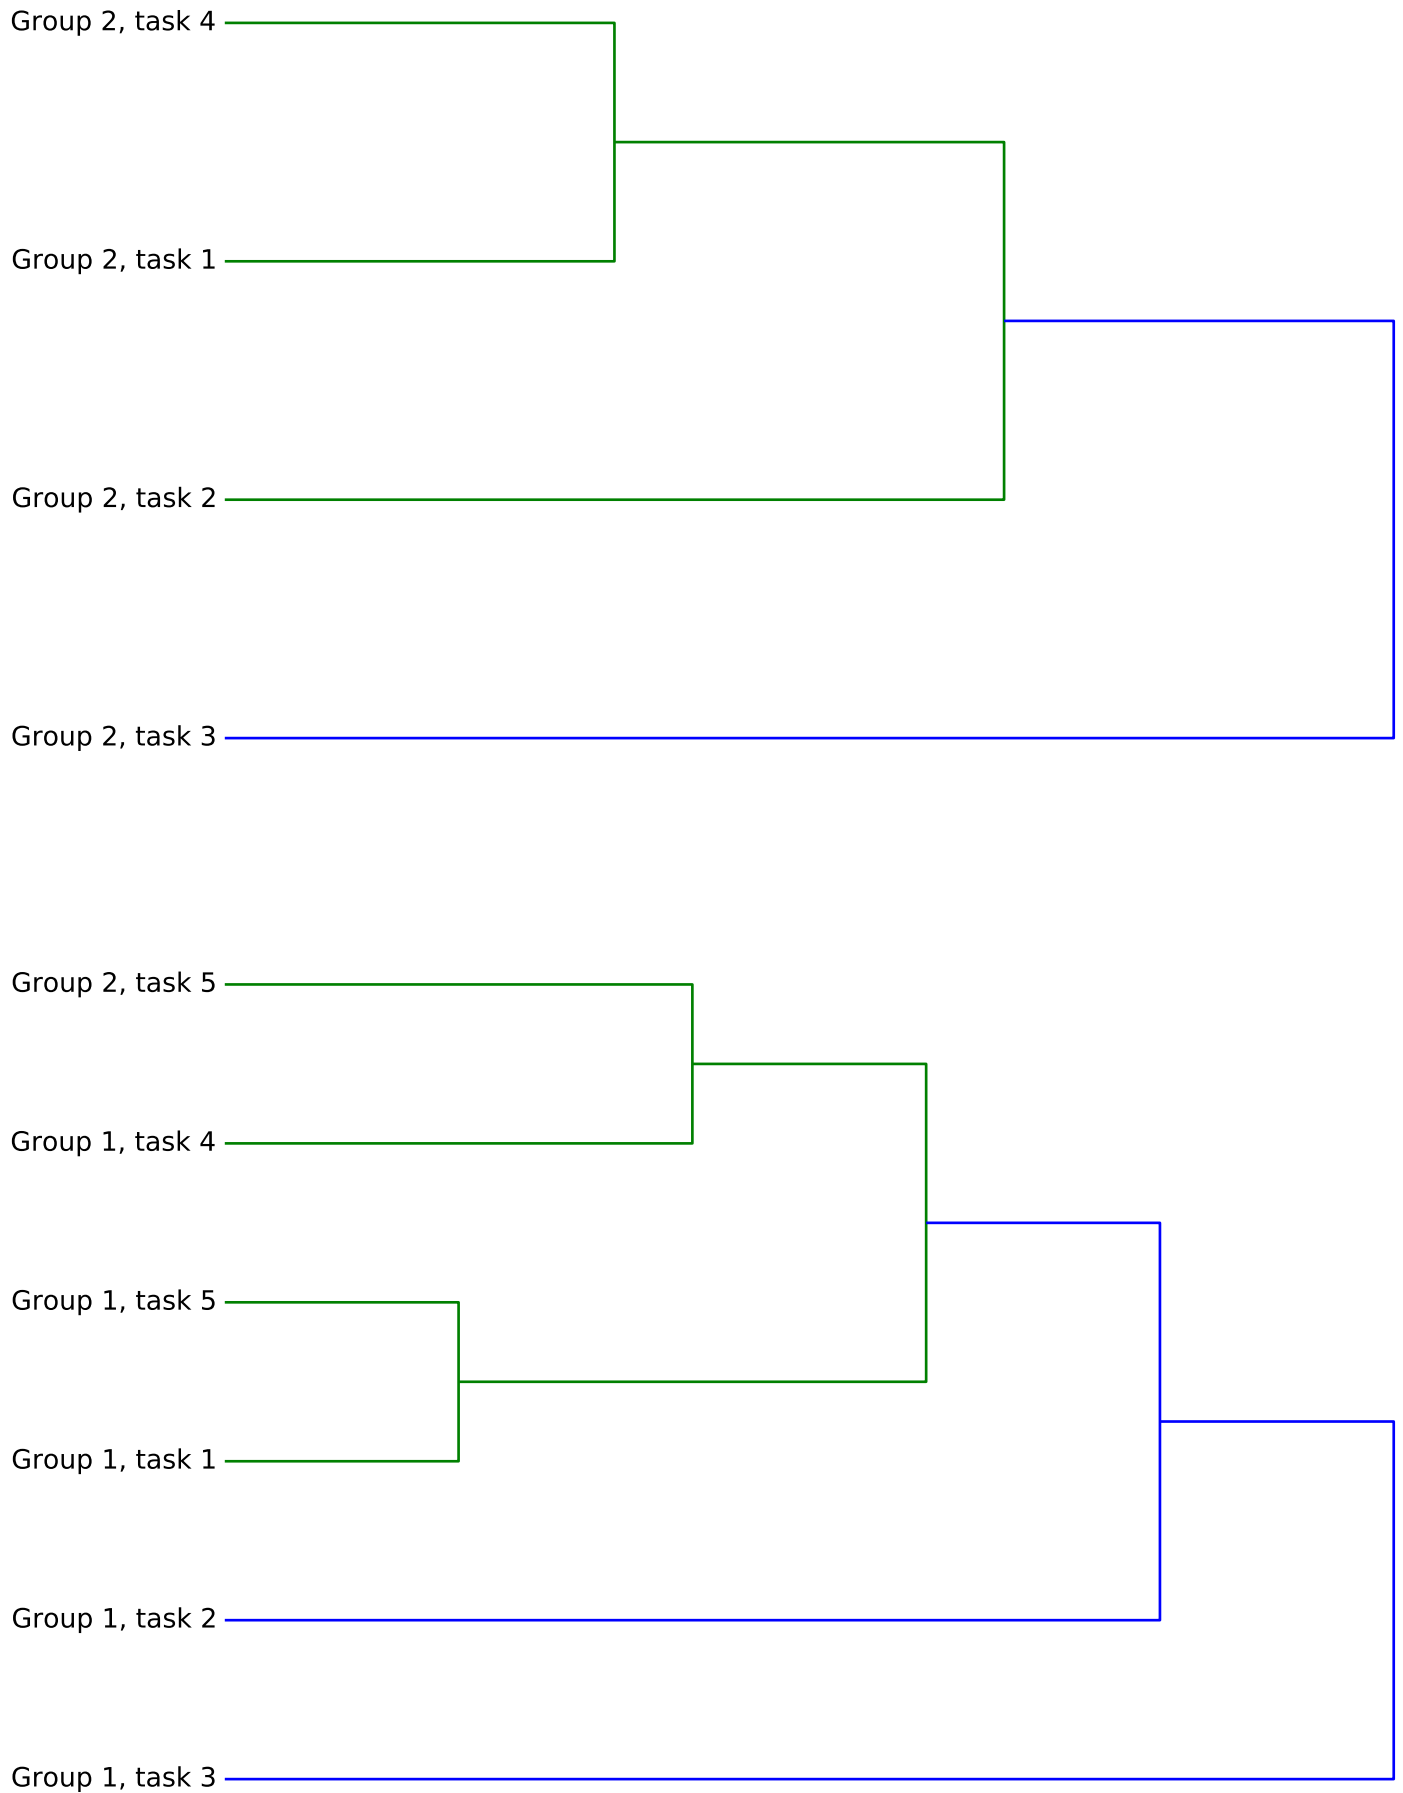 Group 2, task 4
Group 2, task 1
Group 2, task 2
Group 2, task 3
Group 2, task 5
Group 1, task 4
Group 1, task 5
Group 1, task 1
Group 1, task 2
Group 1, task 3